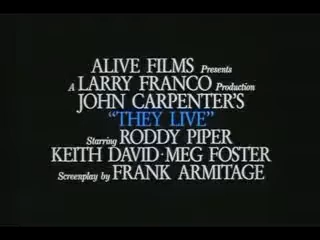 ALIVE FILMS Presents
A LARRY FRANCO Production
JOHN CARPENTER'S
"THEY LIVE"
Starring RODDY PIPER
KEITH DAVID·MEG FOSTER
Screenplay by FRANK ARMITAGE